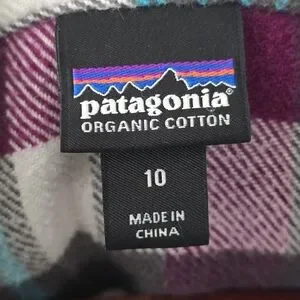 patagonia
ORGANIC COTTON
10
MADE IN
CHINA